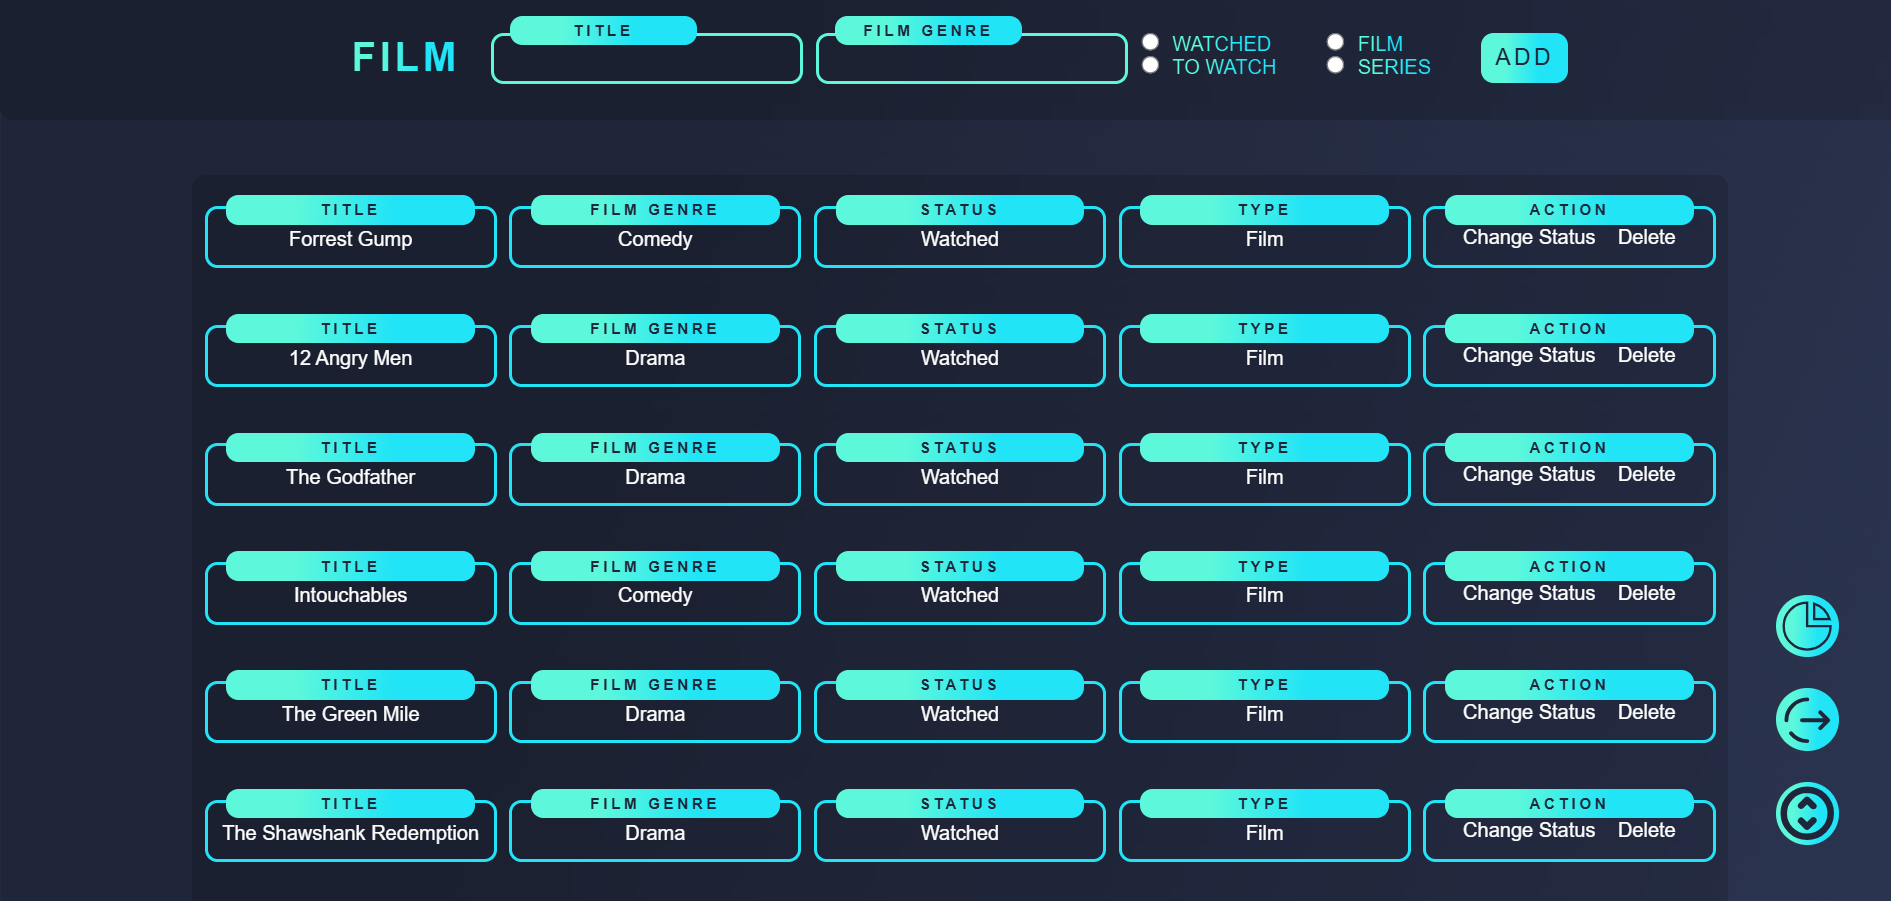 FILM
TITLE
FILM GENRE
WATCHED
TO WATCH
FILM
SERIES
ADD
TITLE FILM GENRE STATUS TYPE ACTION
Forrest Gump Comedy Watched Film Change Status Delete
TITLE FILM GENRE STATUS TYPE ACTION
12 Angry Men Drama Watched Film Change Status Delete
TITLE FILM GENRE STATUS TYPE ACTION
The Godfather Drama Watched Film Change Status Delete
TITLE FILM GENRE STATUS TYPE ACTION
Intouchables Comedy Watched Film Change Status Delete
TITLE FILM GENRE STATUS TYPE ACTION
The Green Mile Drama Watched Film Change Status Delete
TITLE FILM GENRE STATUS TYPE ACTION
The Shawshank Redemption Drama Watched Film Change Status Delete